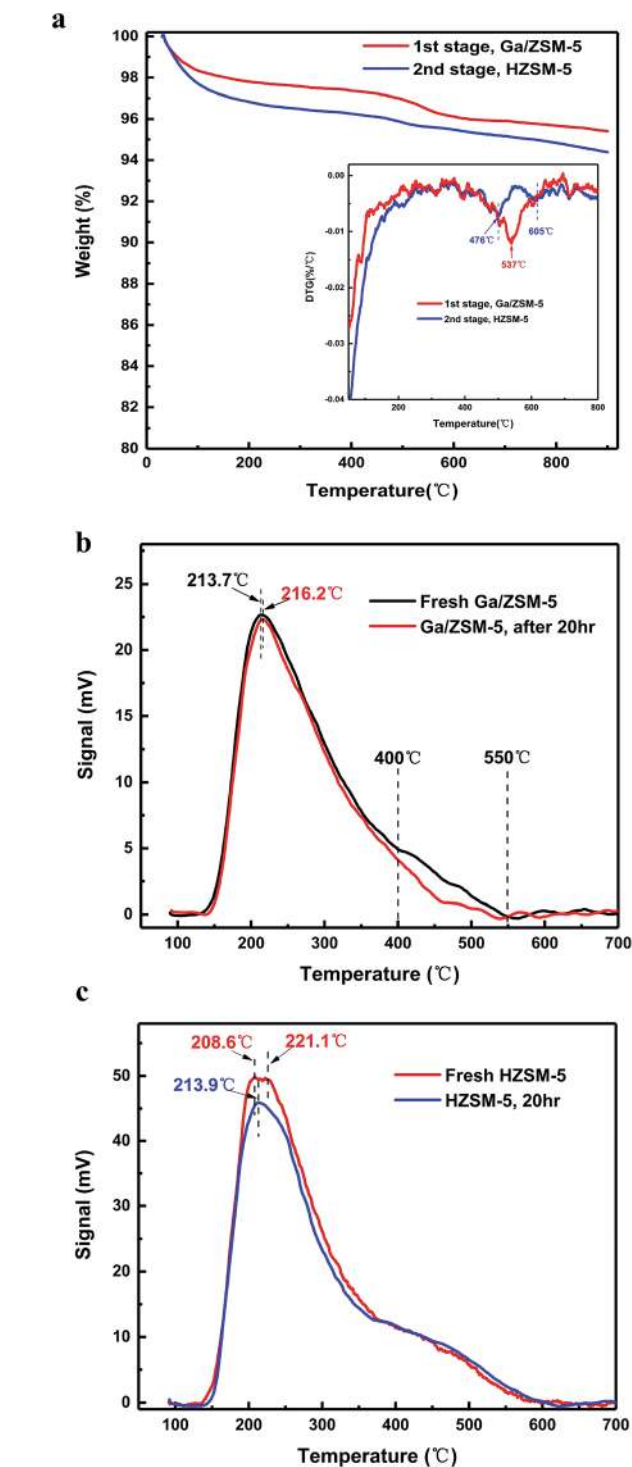 a
100
98
96
94
92
90
88
86
84
82
80
Weight (%)
1st stage, Ga/ZSM-5
2nd stage, HZSM-5
0.00
-0.01
-0.02
-0.03
-0.04
DTG(%/℃)
476℃
605℃
537℃
1st stage, Ga/ZSM-5
2nd stage, HZSM-5
200 400 600 800
Temperature(℃)
0 200 400 600 800
Temperature(℃)
b
25
20
15
10
5
0
Signal (mV)
213.7℃
216.2℃
Fresh Ga/ZSM-5
Ga/ZSM-5, after 20hr
400℃
550℃
100 200 300 400 500 600 700
Temperature (℃)
c
50
40
30
20
10
0
Signal (mV)
208.6℃
221.1℃
213.9℃
Fresh HZSM-5
HZSM-5, 20hr
100 200 300 400 500 600 700
Temperature (℃)